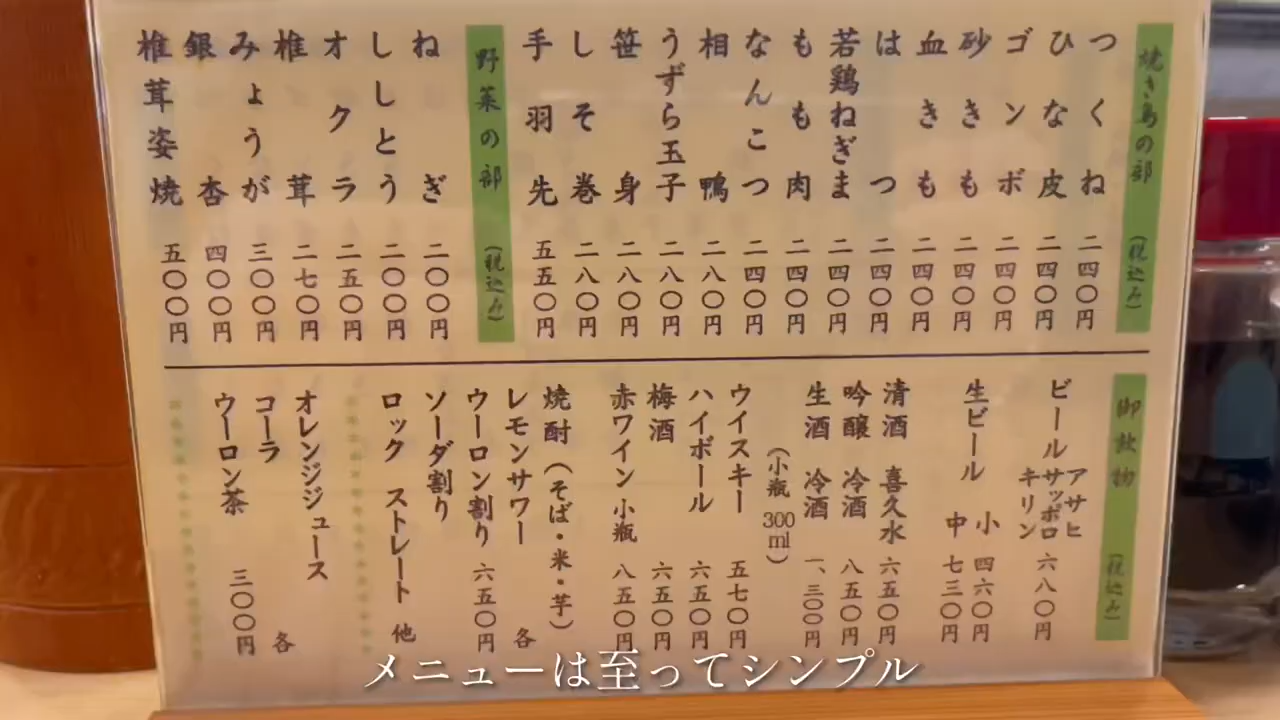 焼き鳥の部（税込み）
つくね 二四〇円
ひな皮 二四〇円
ゴンボ 二四〇円
砂きも 二四〇円
血きも 二四〇円
はつ 二四〇円
若鶏ねぎま 二四〇円
もも肉 二四〇円
なんこつ 二四〇円
相鴨 二八〇円
うずら玉子 二八〇円
笹身 二八〇円
しそ巻 二八〇円
手羽先 五五〇円
野菜の部（税込み）
ねぎ 二〇〇円
ししとう 二〇〇円
オクラ 二五〇円
椎茸 二七〇円
みょうが 三〇〇円
銀杏 四〇〇円
椎茸姿焼 五〇〇円
御飲物（税込み）
ビール アサヒ サッポロ キリン 六八〇円
生ビール 小 四六〇円
中 七三〇円
清酒 喜久水 六五〇円
吟醸 冷酒 八五〇円
生酒 冷酒 一、三〇〇円
（小瓶 300ml）
ウイスキー 五七〇円
ハイボール 六五〇円
梅酒 六五〇円
赤ワイン 小瓶 八五〇円
焼酎（そば・米・芋）
レモンサワー 各
ウーロン割り 六五〇円
ソーダ割り
ロック ストレート 他
オレンジジュース
コーラ 各
ウーロン茶 三〇〇円
メニューは至ってシンプル